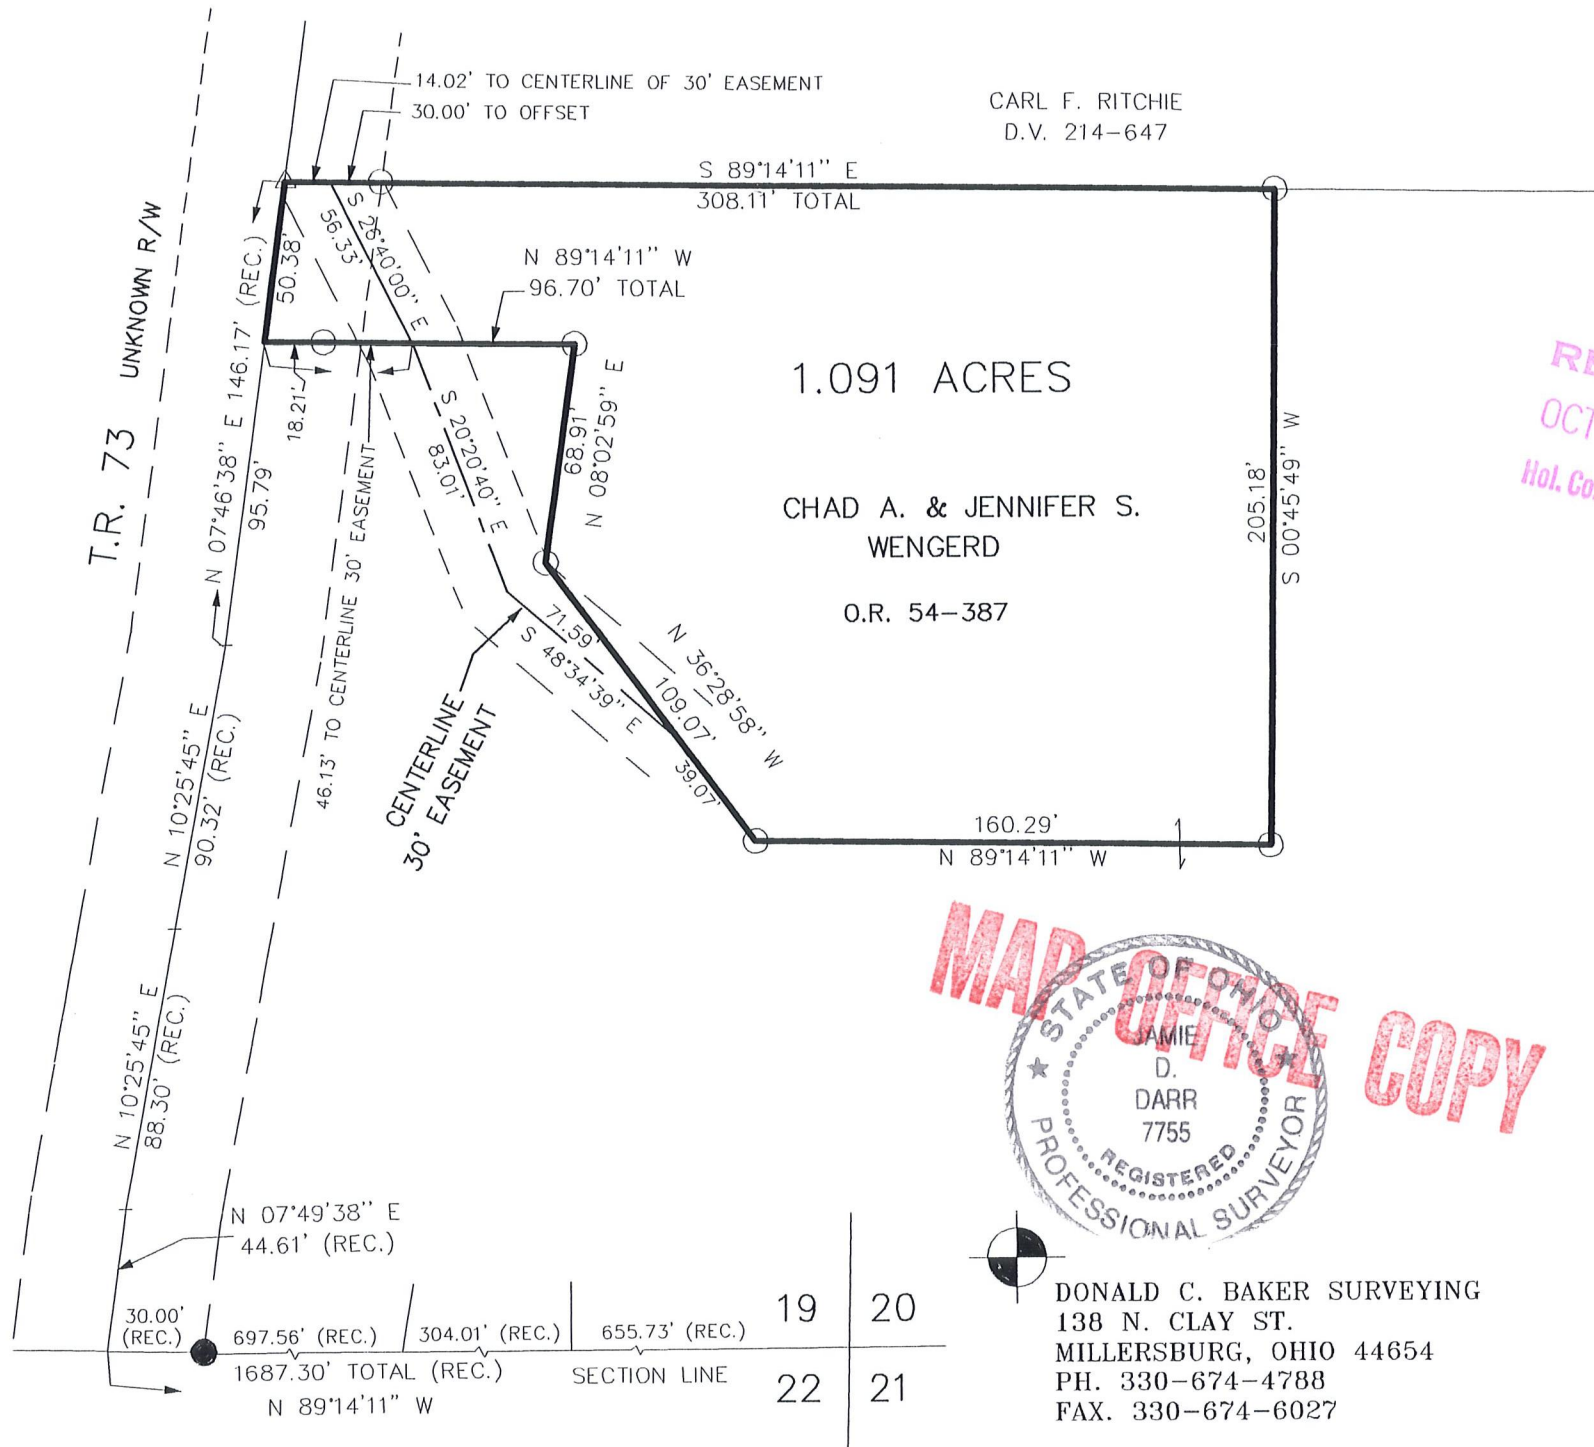 14.02' TO CENTERLINE OF 30' EASEMENT
30.00' TO OFFSET
CARL F. RITCHIE
D.V. 214-647
S 89°14'11" E
308.11' TOTAL
UNKNOWN R/W
T.R. 73
S 26°40'00" E
56.33'
50.38'
N 89°14'11" W
96.70' TOTAL
N 07°46'38" E 146.17' (REC.)
95.79'
18.21'
46.13' TO CENTERLINE 30' EASEMENT
S 20°20'40" E
83.01'
68.91'
N 08°02'59" E
1.091 ACRES
CHAD A. & JENNIFER S.
WENGERD
O.R. 54-387
205.18'
S 00°45'49" W
OCT
Hol. Co.
71.59'
S 48°34'39" E
N 36°28'58" W
109.07'
39.07'
CENTERLINE
30' EASEMENT
160.29'
N 89°14'11" W
N 10°25'45" E
90.32' (REC.)
N 10°25'45" E
88.30' (REC.)
MAP OFFICE COPY
STATE OF OHIO
JAMIE
D.
DARR
7755
REGISTERED
PROFESSIONAL SURVEYOR
N 07°49'38" E
44.61' (REC.)
30.00'
(REC.)
697.56' (REC.)
304.01' (REC.)
655.73' (REC.)
1687.30' TOTAL (REC.)
SECTION LINE
N 89°14'11" W
19
20
22
21
DONALD C. BAKER SURVEYING
138 N. CLAY ST.
MILLERSBURG, OHIO 44654
PH. 330-674-4788
FAX. 330-674-6027